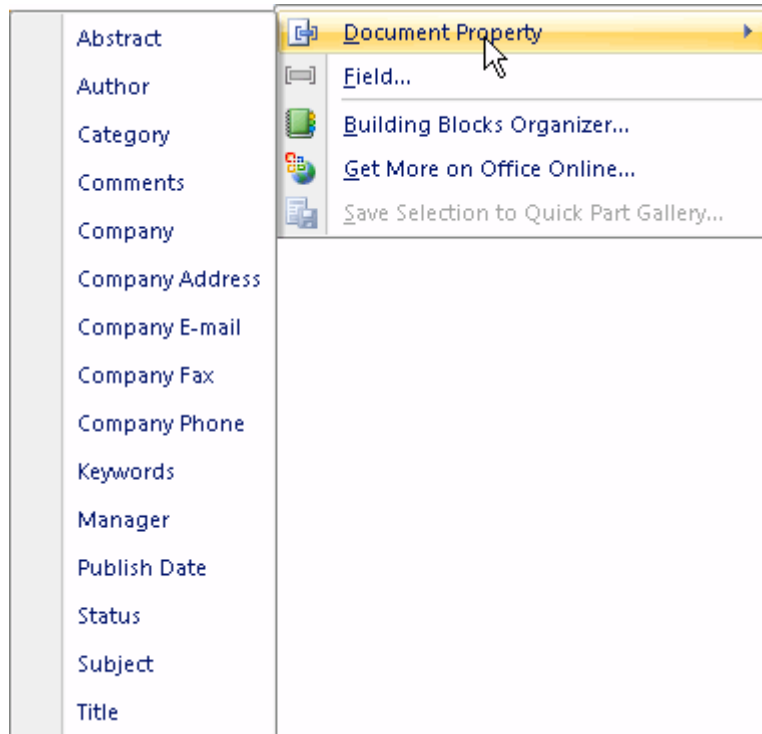 Abstract
Author
Category
Comments
Company
Company Address
Company E-mail
Company Fax
Company Phone
Keywords
Manager
Publish Date
Status
Subject
Title
Document Property
Field...
Building Blocks Organizer...
Get More on Office Online...
Save Selection to Quick Part Gallery...